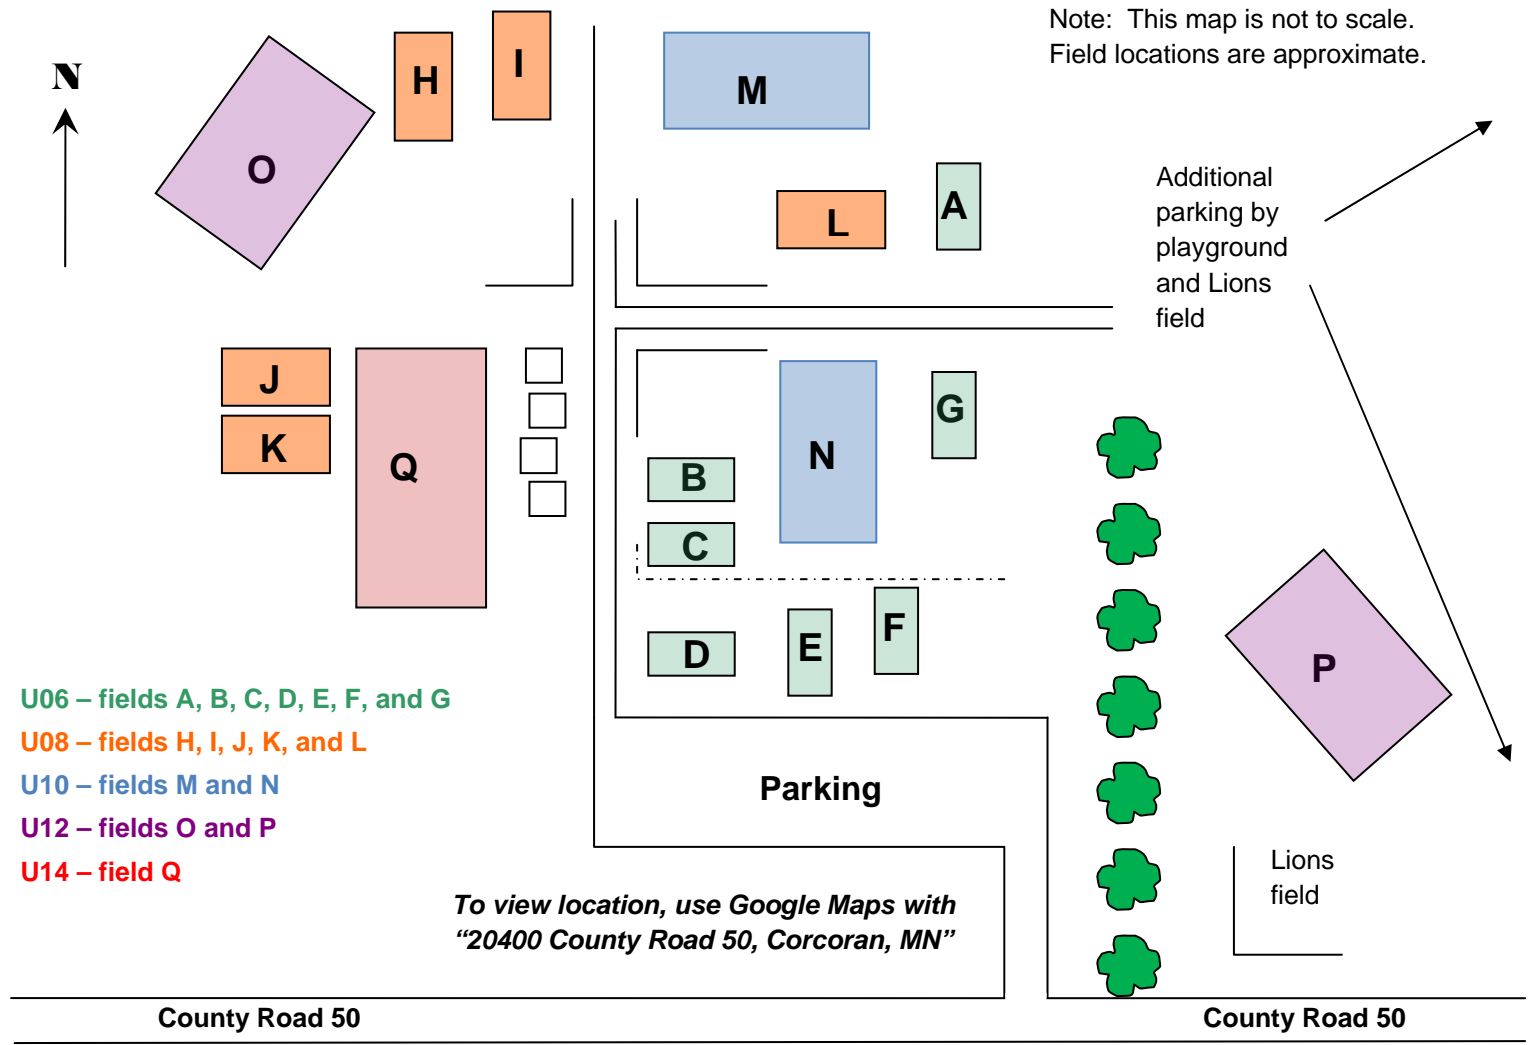 Note: This map is not to scale.
Field locations are approximate.
N
H
I
M
O
A
L
Additional
parking by
playground
and Lions
field
J
K
Q
G
N
B
C
D
E
F
P
U06 – fields A, B, C, D, E, F, and G
U08 – fields H, I, J, K, and L
U10 – fields M and N
U12 – fields O and P
U14 – field Q
Parking
Lions
field
To view location, use Google Maps with
“20400 County Road 50, Corcoran, MN”
County Road 50
County Road 50